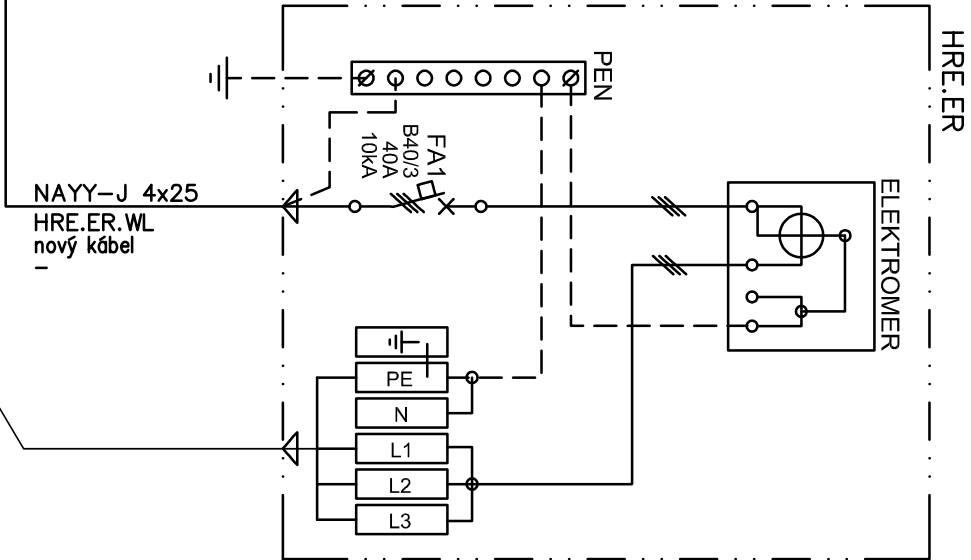 HRE.ER
PEN
FA1
B40/3
40A
10kA
NAYY-J 4x25
HRE.ER.WL
nový kábel
-
ELEKTROMER
PE
N
L1
L2
L3